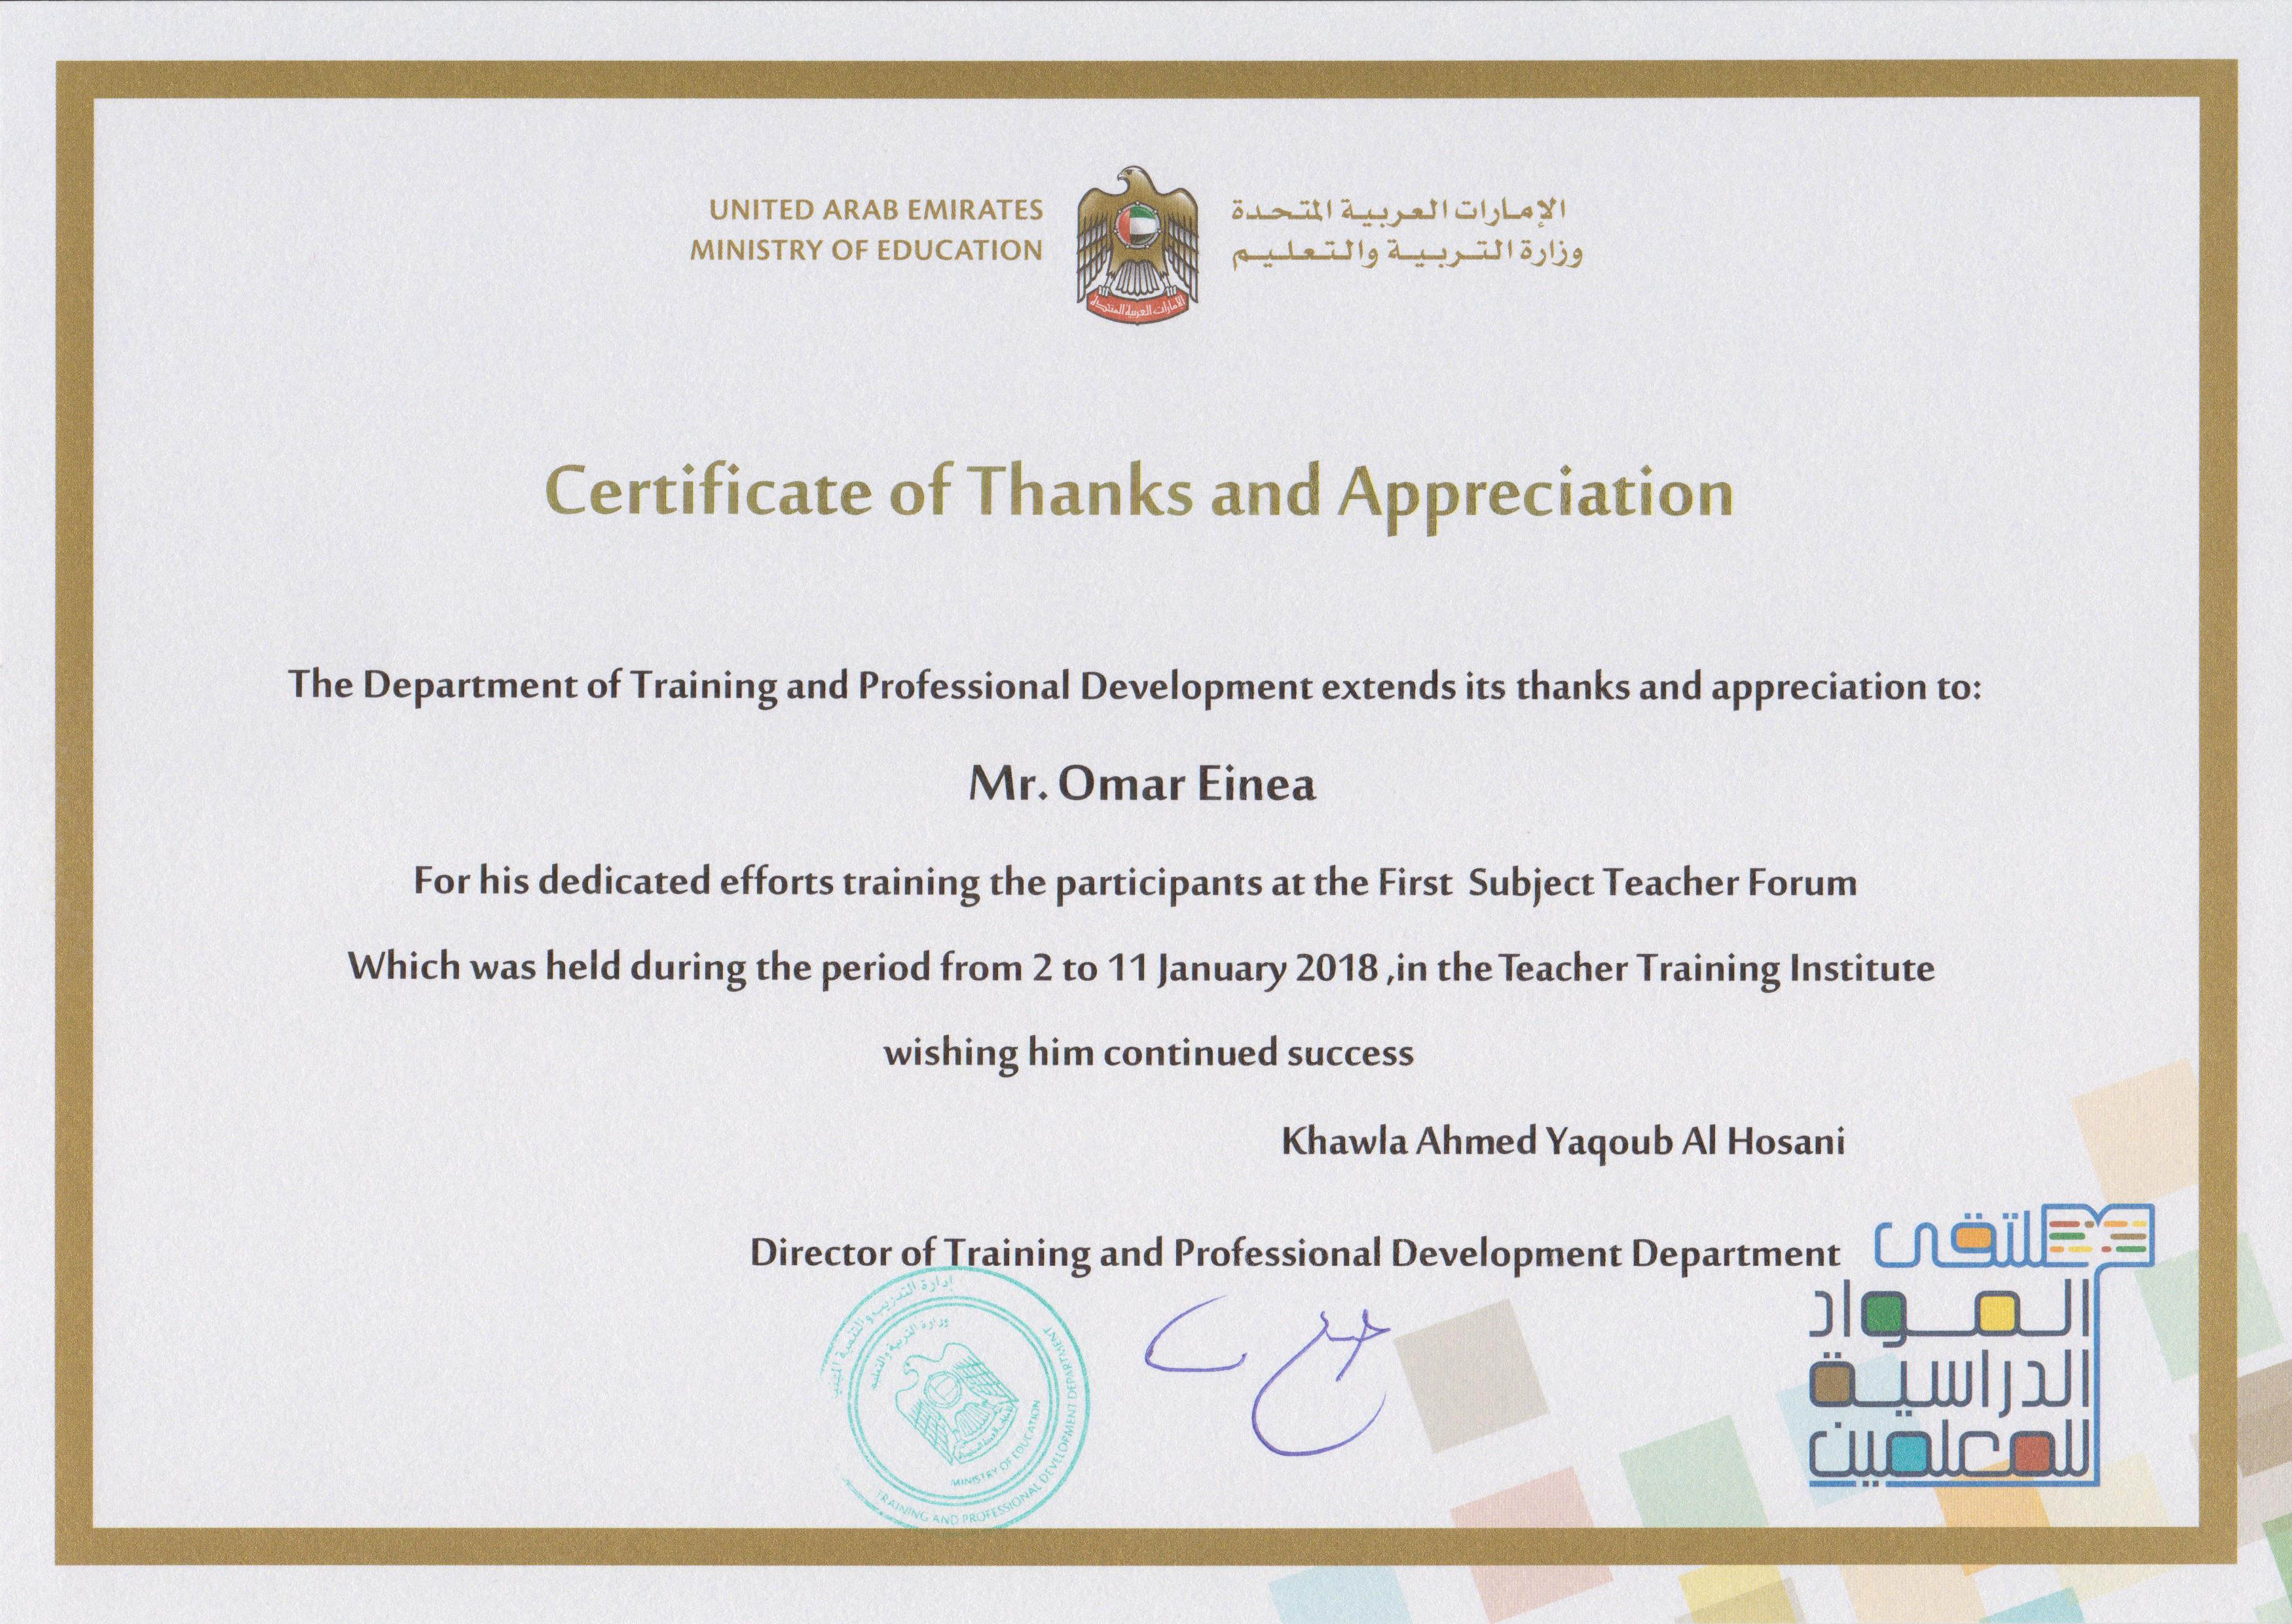 UNITED ARAB EMIRATES
MINISTRY OF EDUCATION
الإمارات العربية المتحدة
وزارة التربية والتعليم
الامارات العربية المتحدة
Certificate of Thanks and Appreciation
The Department of Training and Professional Development extends its thanks and appreciation to:
Mr. Omar Einea
For his dedicated efforts training the participants at the First Subject Teacher Forum
Which was held during the period from 2 to 11 January 2018 ,in the Teacher Training Institute
wishing him continued success
Khawla Ahmed Yaqoub Al Hosani
Director of Training and Professional Development Department
ملتقى
المواد
الدراسية
للمعلمين
إدارة التدريب والتنمية
وزارة التربية والتعليم
MINISTRY OF EDUCATION
TRAINING AND PROFESSIONAL DEVELOPMENT DEPARTMENT